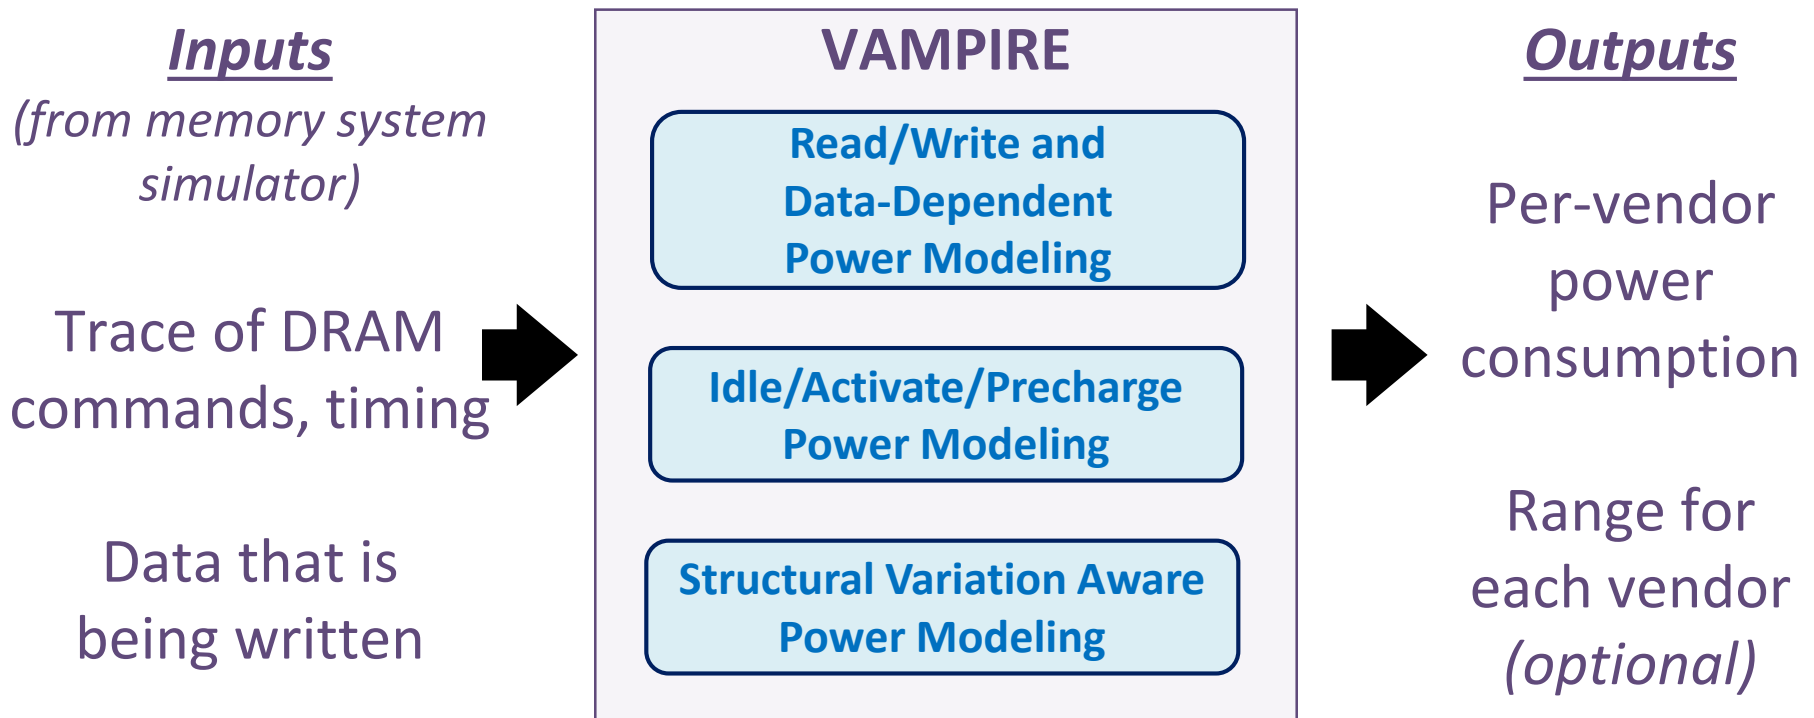 Inputs
(from memory system
simulator)
Trace of DRAM
commands, timing
Data that is
being written
VAMPIRE
Read/Write and
Data-Dependent
Power Modeling
Idle/Activate/Precharge
Power Modeling
Structural Variation Aware
Power Modeling
Outputs
Per-vendor
power
consumption
Range for
each vendor
(optional)